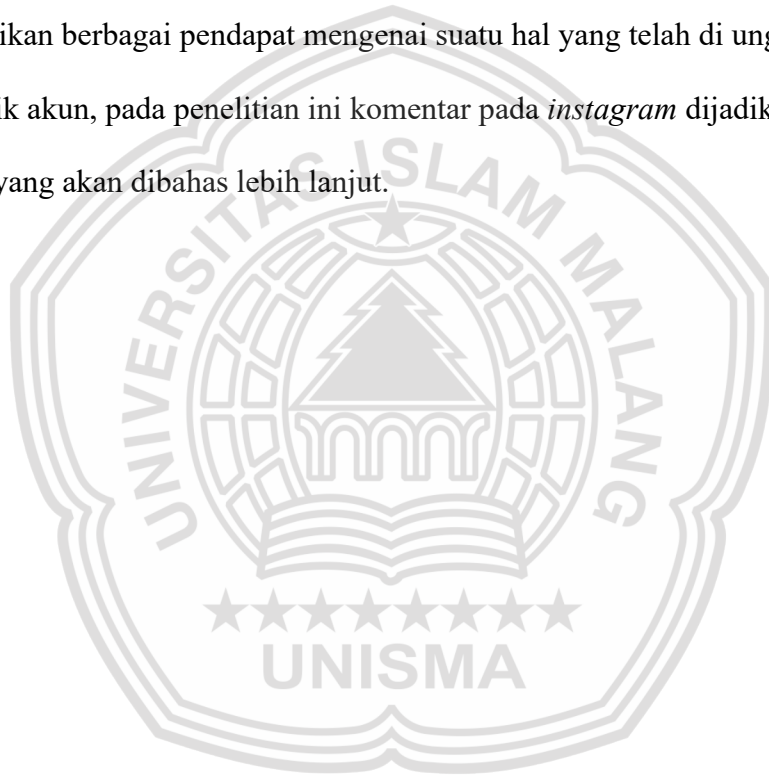 ikan berbagai pendapat mengenai suatu hal yang telah di ung
ik akun, pada penelitian ini komentar pada instagram dijadik
yang akan dibahas lebih lanjut.
UNIVERSITAS ISLAM MALANG
UNISMA